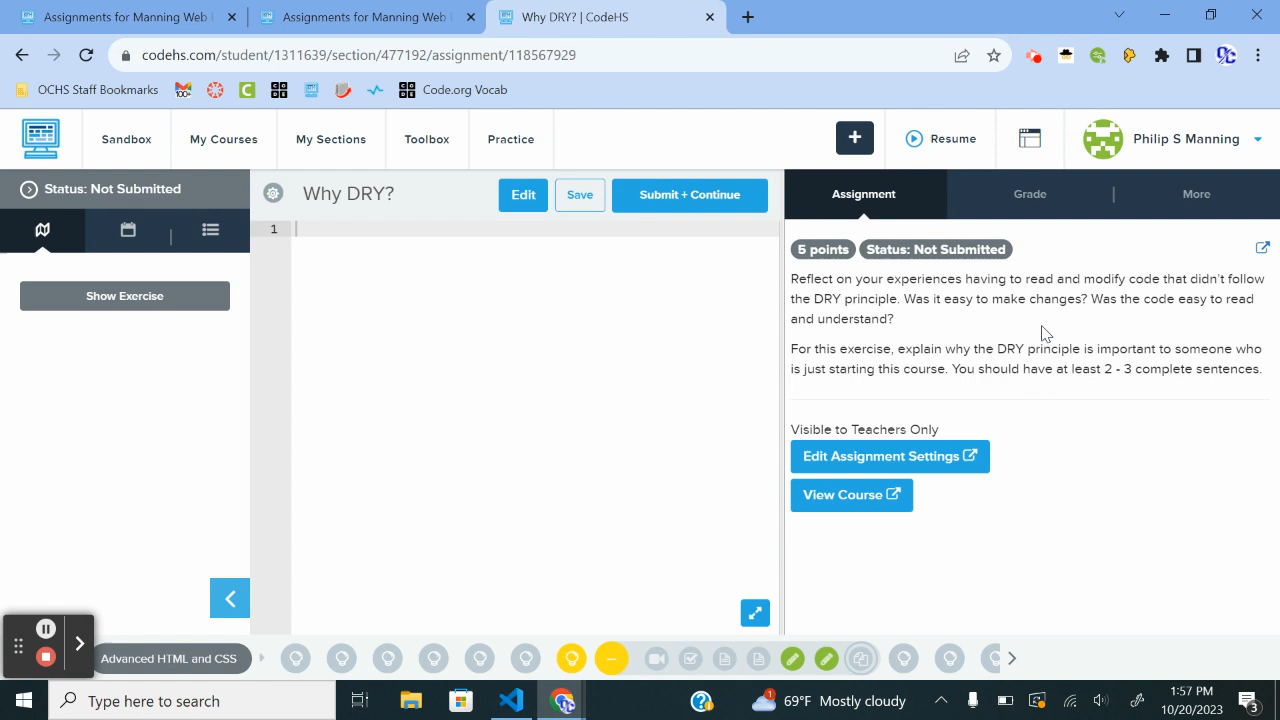 Assignments for Manning Web
Assignments for Manning Web
Why DRY? | CodeHS
codehs.com/student/1311639/section/477192/assignment/118567929
OCHS Staff Bookmarks
100+
Code.org Vocab
Sandbox
My Courses
My Sections
Toolbox
Practice
+
Resume
Philip S Manning
Status: Not Submitted
Why DRY?
Edit
Save
Submit + Continue
Assignment
Grade
More
1
Show Exercise
5 points
Status: Not Submitted
Reflect on your experiences having to read and modify code that didn't follow
the DRY principle. Was it easy to make changes? Was the code easy to read
and understand?
For this exercise, explain why the DRY principle is important to someone who
is just starting this course. You should have at least 2 - 3 complete sentences.
Visible to Teachers Only
Edit Assignment Settings
View Course
Advanced HTML and CSS
Type here to search
1
69°F Mostly cloudy
1:57 PM
10/20/2023
3